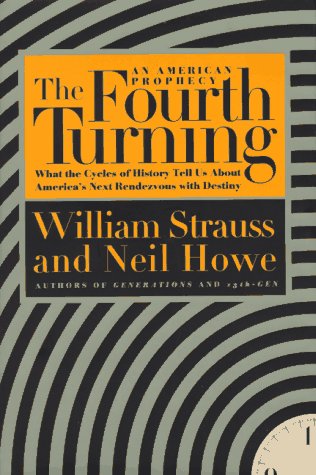 AN AMERICAN
PROPHECY
The Fourth
Turning
What the Cycles of History Tell Us About
America's Next Rendezvous with Destiny
William Strauss
and Neil Howe
AUTHORS OF GENERATIONS AND 13th-GEN
1